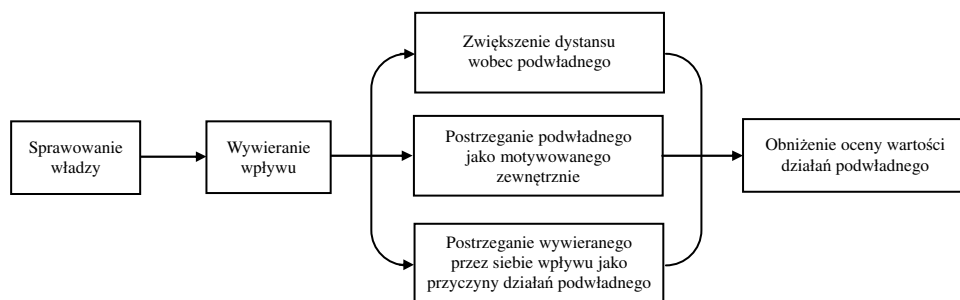 Sprawowanie
władzy
Wywieranie
wpływu
Zwiększenie dystansu
wobec podwładnego
Postrzeganie podwładnego
jako motywowanego
zewnętrznie
Postrzeganie wywieranego
przez siebie wpływu jako
przyczyny działań podwładnego
Obniżenie oceny wartości
działań podwładnego